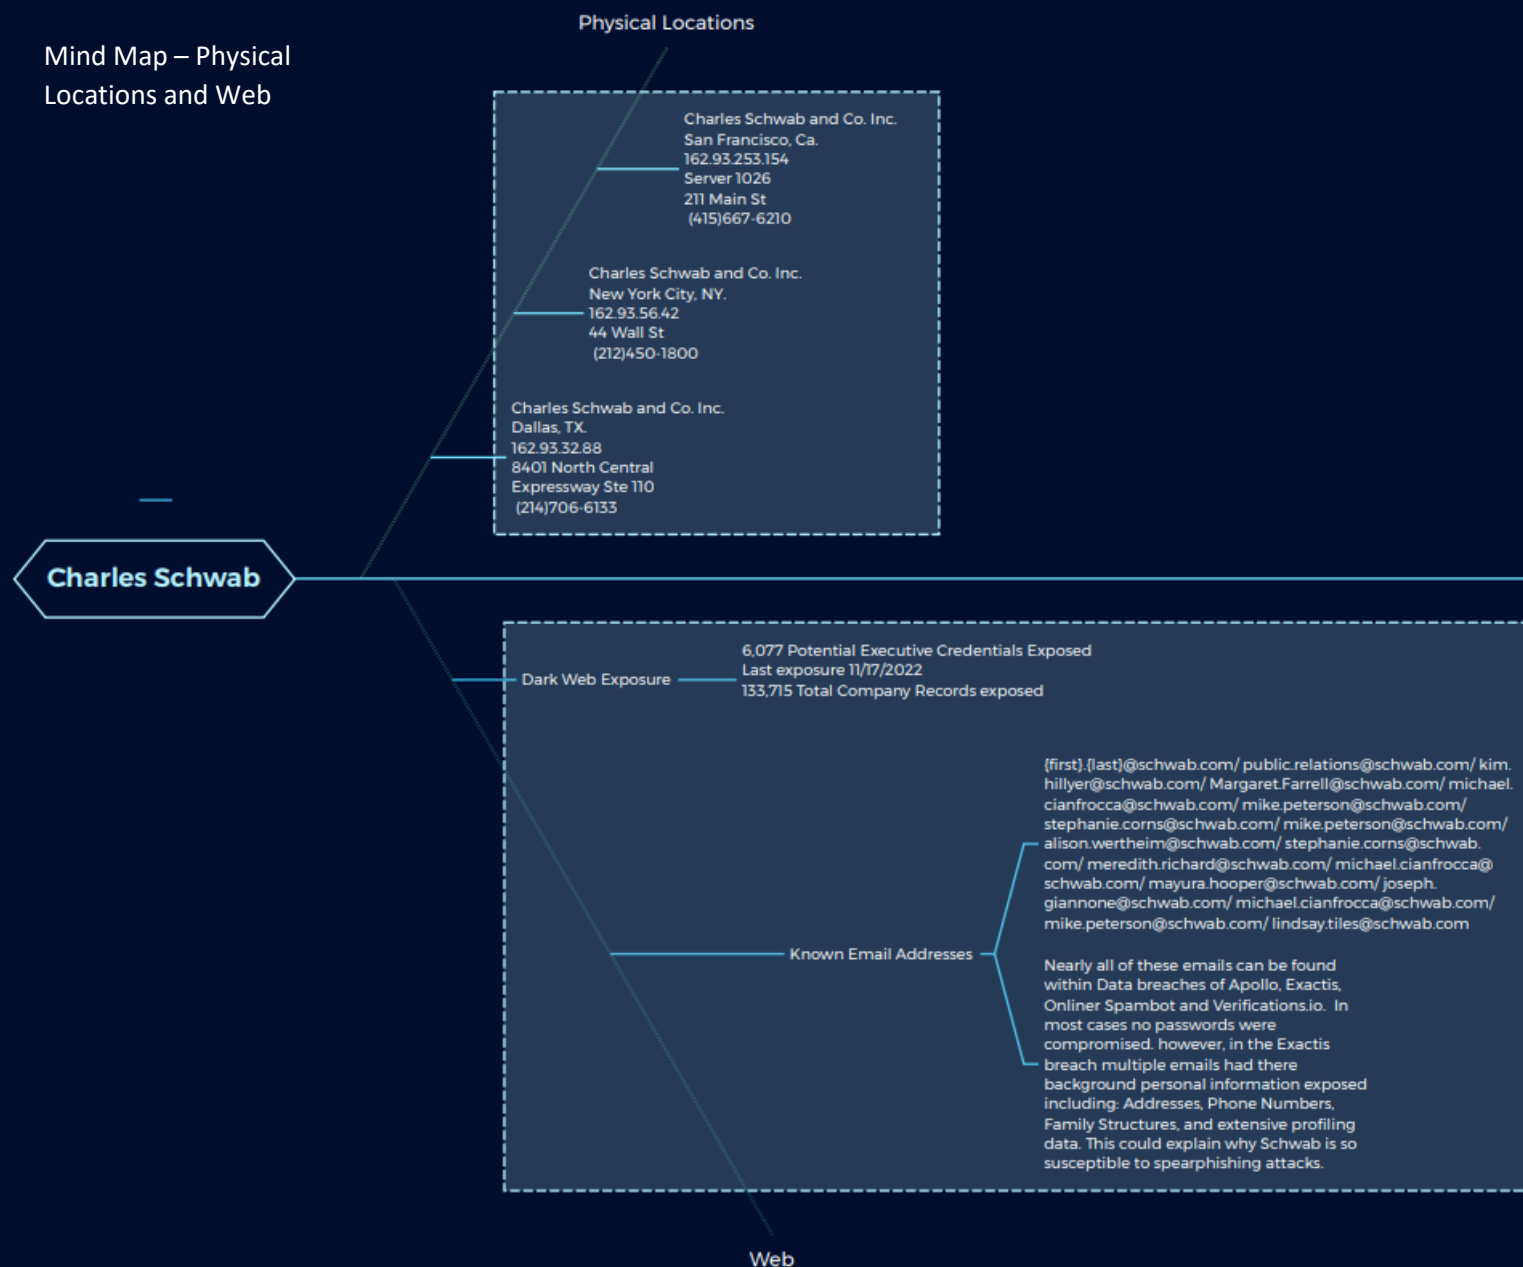 Physical Locations
Mind Map – Physical
Locations and Web
Charles Schwab and Co. Inc.
San Francisco, Ca.
162.93.253.154
Server 1026
211 Main St
(415)667-6210
Charles Schwab and Co. Inc.
New York City, NY.
162.93.56.42
44 Wall St
(212)450-1800
Charles Schwab and Co. Inc.
Dallas, TX.
162.93.32.88
8401 North Central
Expressway Ste 110
(214)706-6133
Charles Schwab
Dark Web Exposure
6,077 Potential Executive Credentials Exposed
Last exposure 11/17/2022
133,715 Total Company Records exposed
Known Email Addresses
{first}.{last}@schwab.com/ public.relations@schwab.com/ kim.
hillyer@schwab.com/ Margaret.Farrell@schwab.com/ michael.
cianfrocca@schwab.com/ mike.peterson@schwab.com/
stephanie.corns@schwab.com/ mike.peterson@schwab.com/
alison.wertheim@schwab.com/ stephanie.corns@schwab.
com/ meredith.richard@schwab.com/ michael.cianfrocca@
schwab.com/ mayura.hooper@schwab.com/ joseph.
giannone@schwab.com/ michael.cianfrocca@schwab.com/
mike.peterson@schwab.com/ lindsay.tiles@schwab.com
Nearly all of these emails can be found
within Data breaches of Apollo, Exactis,
Onliner Spambot and Verifications.io. In
most cases no passwords were
compromised. however, in the Exactis
breach multiple emails had there
background personal information exposed
including: Addresses, Phone Numbers,
Family Structures, and extensive profiling
data. This could explain why Schwab is so
susceptible to spearphishing attacks.
Web